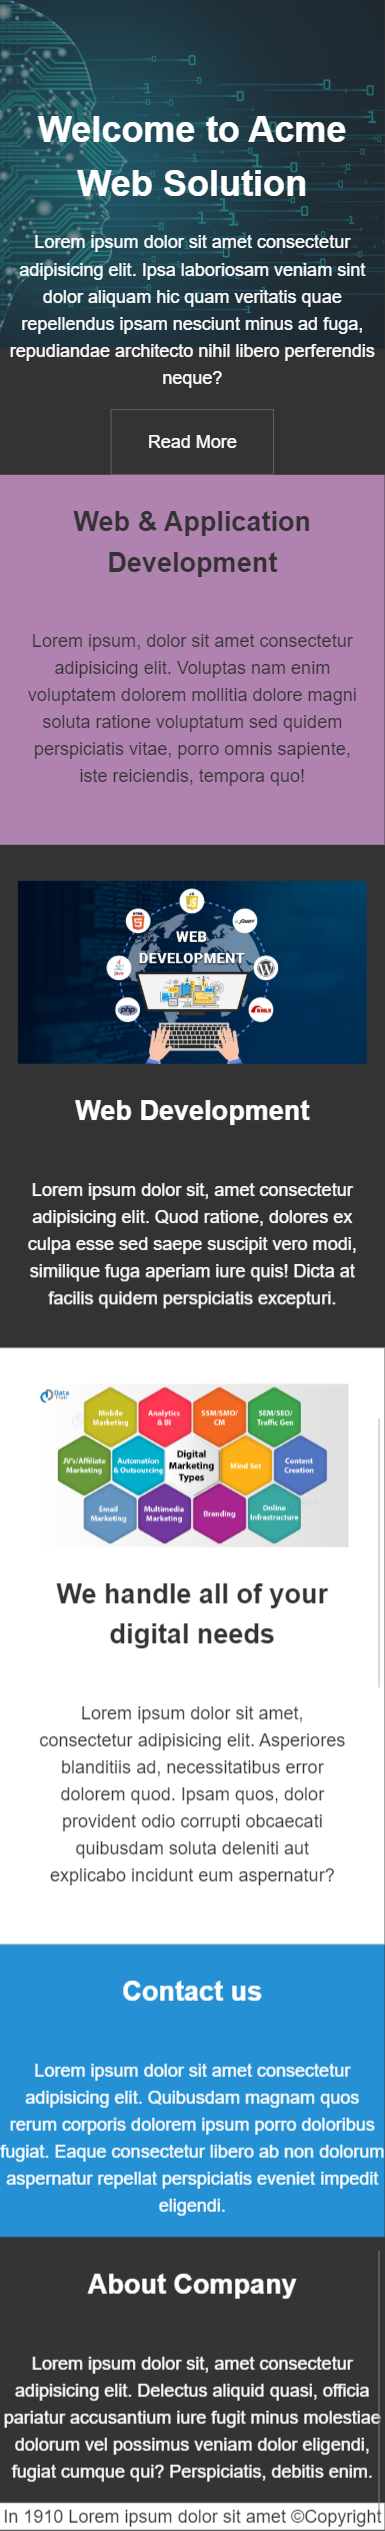 Welcome to Acme
Web Solution
Lorem ipsum dolor sit amet consectetur
adipisicing elit. Ipsa laboriosam veniam sint
dolor aliquam hic quam veritatis quae
repellendus ipsam nesciunt minus ad fuga,
repudiandae architecto nihil libero perferendis
neque?
Read More
Web & Application
Development
Lorem ipsum, dolor sit amet consectetur
adipisicing elit. Voluptas nam enim
voluptatem dolorem mollitia dolore magni
soluta ratione voluptatum sed quidem
perspiciatis vitae, porro omnis sapiente,
iste reiciendis, tempora quo!
JS
HTML
jQuery
WEB
DEVELOPMENT
Java
W
php
RAILS
Web Development
Lorem ipsum dolor sit, amet consectetur
adipisicing elit. Quod ratione, dolores ex
culpa esse sed saepe suscipit vero modi,
similique fuga aperiam iure quis! Dicta at
facilis quidem perspiciatis excepturi.
Data
Flair
Mobile
Marketing
Analytics
& BI
SSM/SMO/
CM
SEM/SEO/
Traffic Gen
JV's/Affiliate
Marketing
Automation
& Outsourcing
Digital
Marketing
Types
Mind Set
Content
Creation
Email
Marketing
Multimedia
Marketing
Branding
Online
Infrastructure
We handle all of your
digital needs
Lorem ipsum dolor sit amet,
consectetur adipisicing elit. Asperiores
blanditiis ad, necessitatibus error
dolorem quod. Ipsam quos, dolor
provident odio corrupti obcaecati
quibusdam soluta deleniti aut
explicabo incidunt eum aspernatur?
Contact us
Lorem ipsum dolor sit amet consectetur
adipisicing elit. Quibusdam magnam quos
rerum corporis dolorem ipsum porro doloribus
fugiat. Eaque consectetur libero ab non dolorum
aspernatur repellat perspiciatis eveniet impedit
eligendi.
About Company
Lorem ipsum dolor sit, amet consectetur
adipisicing elit. Delectus aliquid quasi, officia
pariatur accusantium iure fugit minus molestiae
dolorum vel possimus veniam dolor eligendi,
fugiat cumque qui? Perspiciatis, debitis enim.
In 1910 Lorem ipsum dolor sit amet ©Copyright